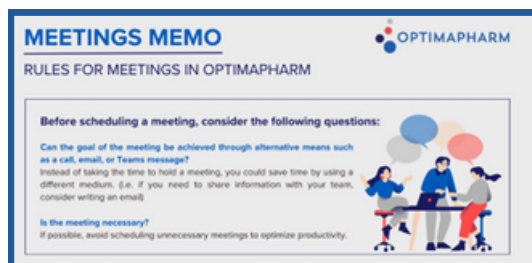 MEETINGS MEMO
OPTIMAPHARM
RULES FOR MEETINGS IN OPTIMAPHARM
Before scheduling a meeting, consider the following questions:
Can the goal of the meeting be achieved through alternative means such
as a call, email, or Teams message?
Instead of taking the time to hold a meeting, you could save time by using a
different medium. (i.e. if you need to share information with your team,
consider writing an email)
Is the meeting necessary?
If possible, avoid scheduling unnecessary meetings to optimize productivity.